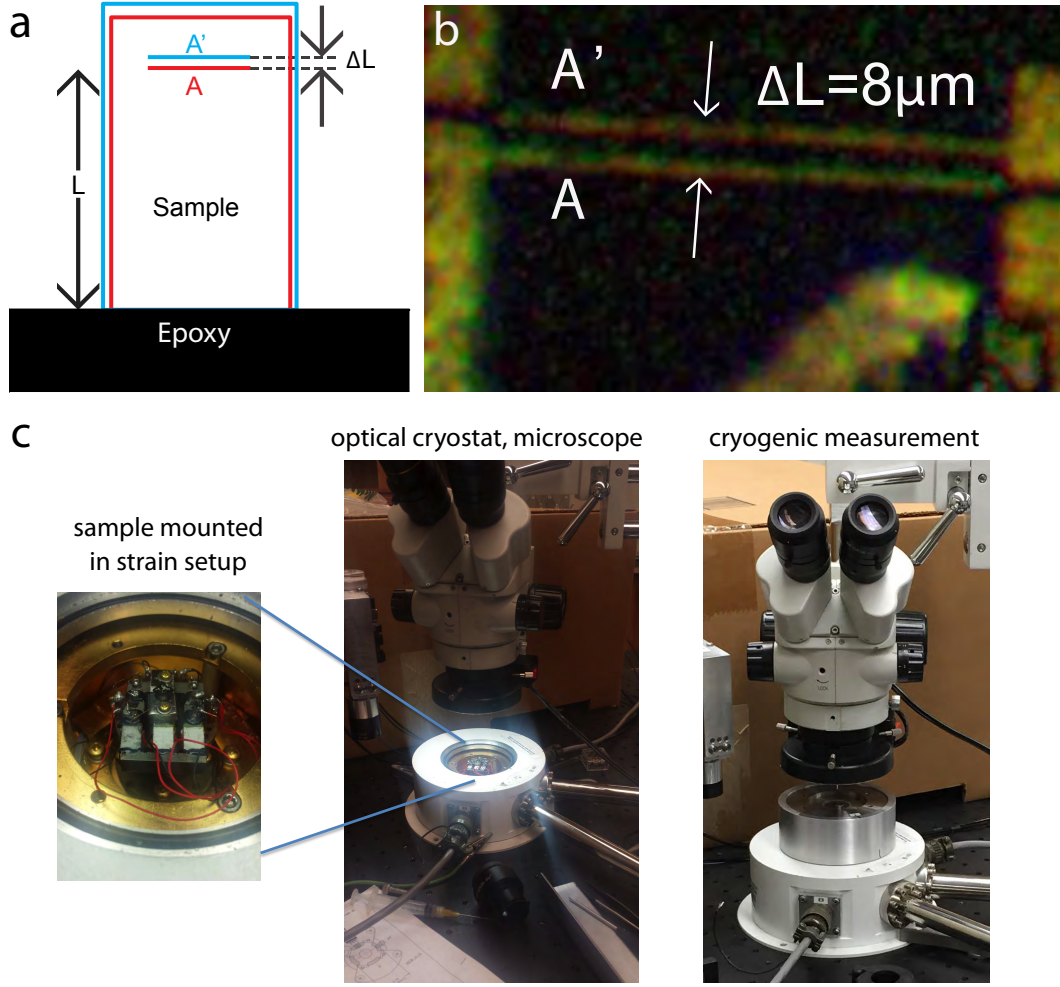 a
A'
A
ΔL
L
Sample
Epoxy
b
A'
ΔL=8μm
A
c
optical cryostat, microscope
cryogenic measurement
sample mounted
in strain setup